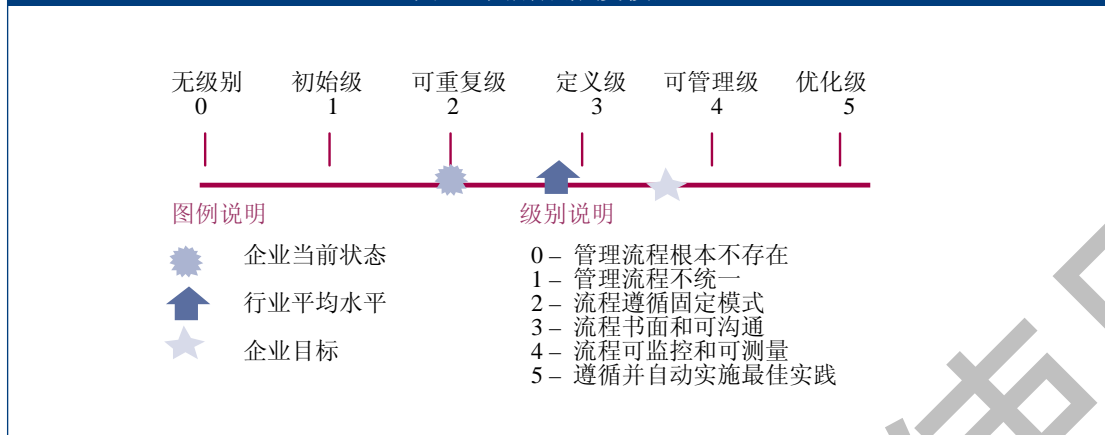 无级别 初始级 可重复级 定义级 可管理级 优化级
0 1 2 3 4 5
图例说明
企业当前状态
行业平均水平
企业目标
级别说明
0 – 管理流程根本不存在
1 – 管理流程不统一
2 – 流程遵循固定模式
3 – 流程书面和可沟通
4 – 流程可监控和可测量
5 – 遵循并自动实施最佳实践